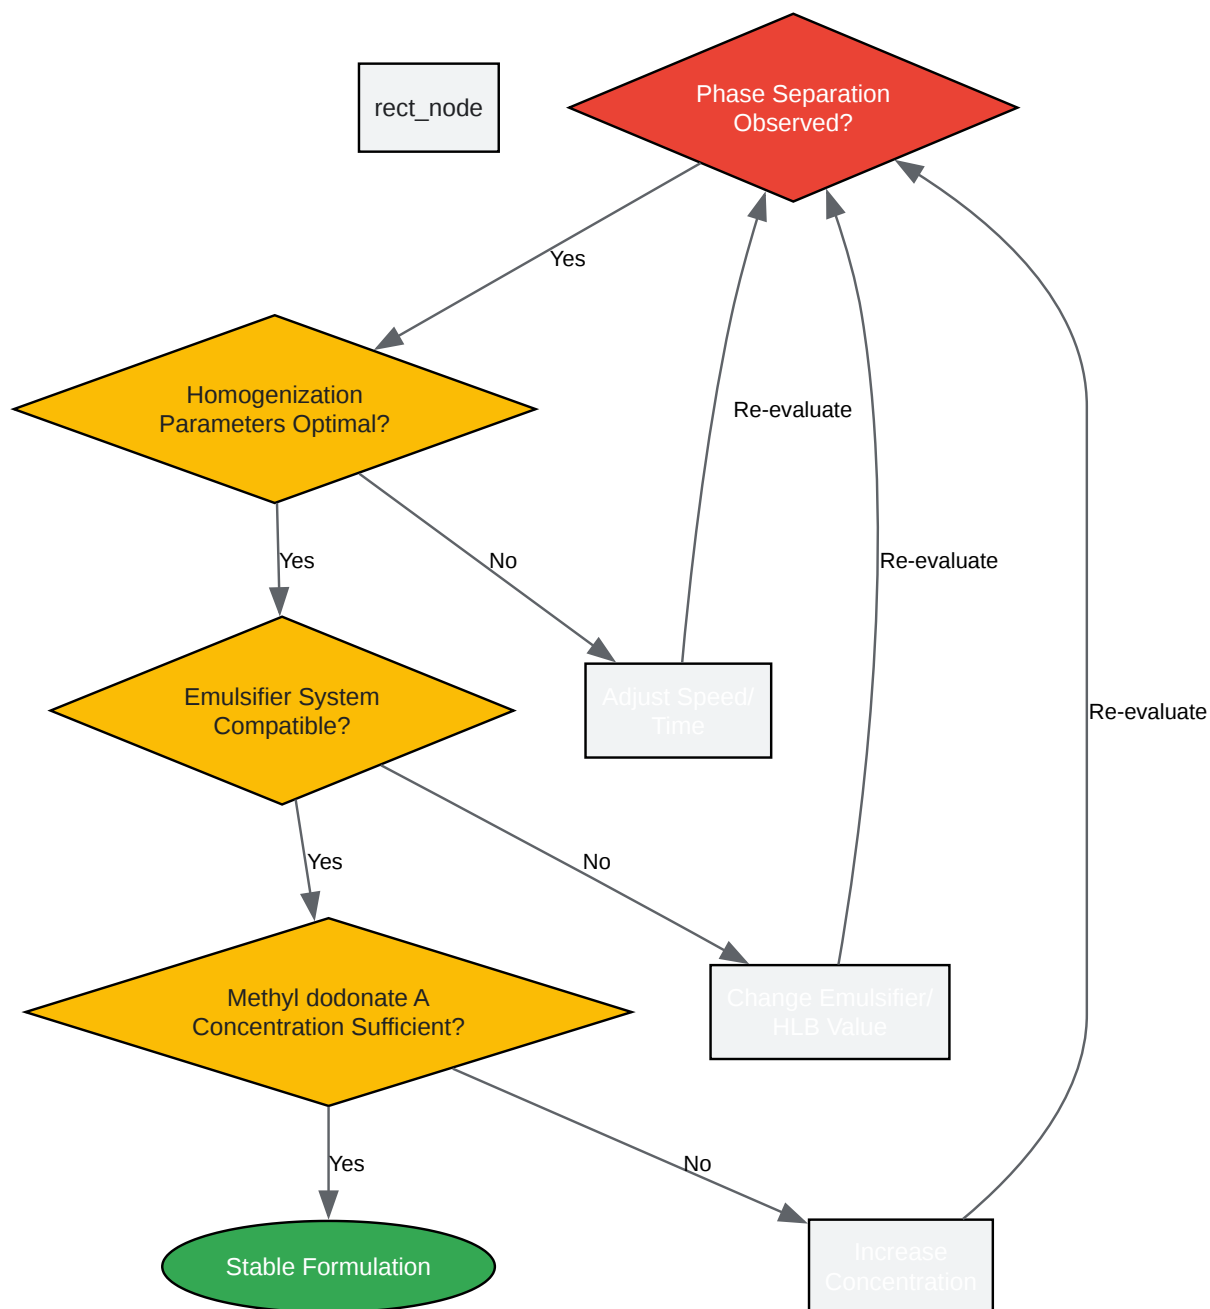 rect_node
Phase Separation
Observed?
Yes
Homogenization
Parameters Optimal?
Re-evaluate
Yes
No
Re-evaluate
Emulsifier System
Compatible?
Adjust Speed/
Time
Re-evaluate
Yes
No
Methyl dodonate A
Concentration Sufficient?
Change Emulsifier/
HLB Value
Yes
No
Stable Formulation
Increase
Concentration